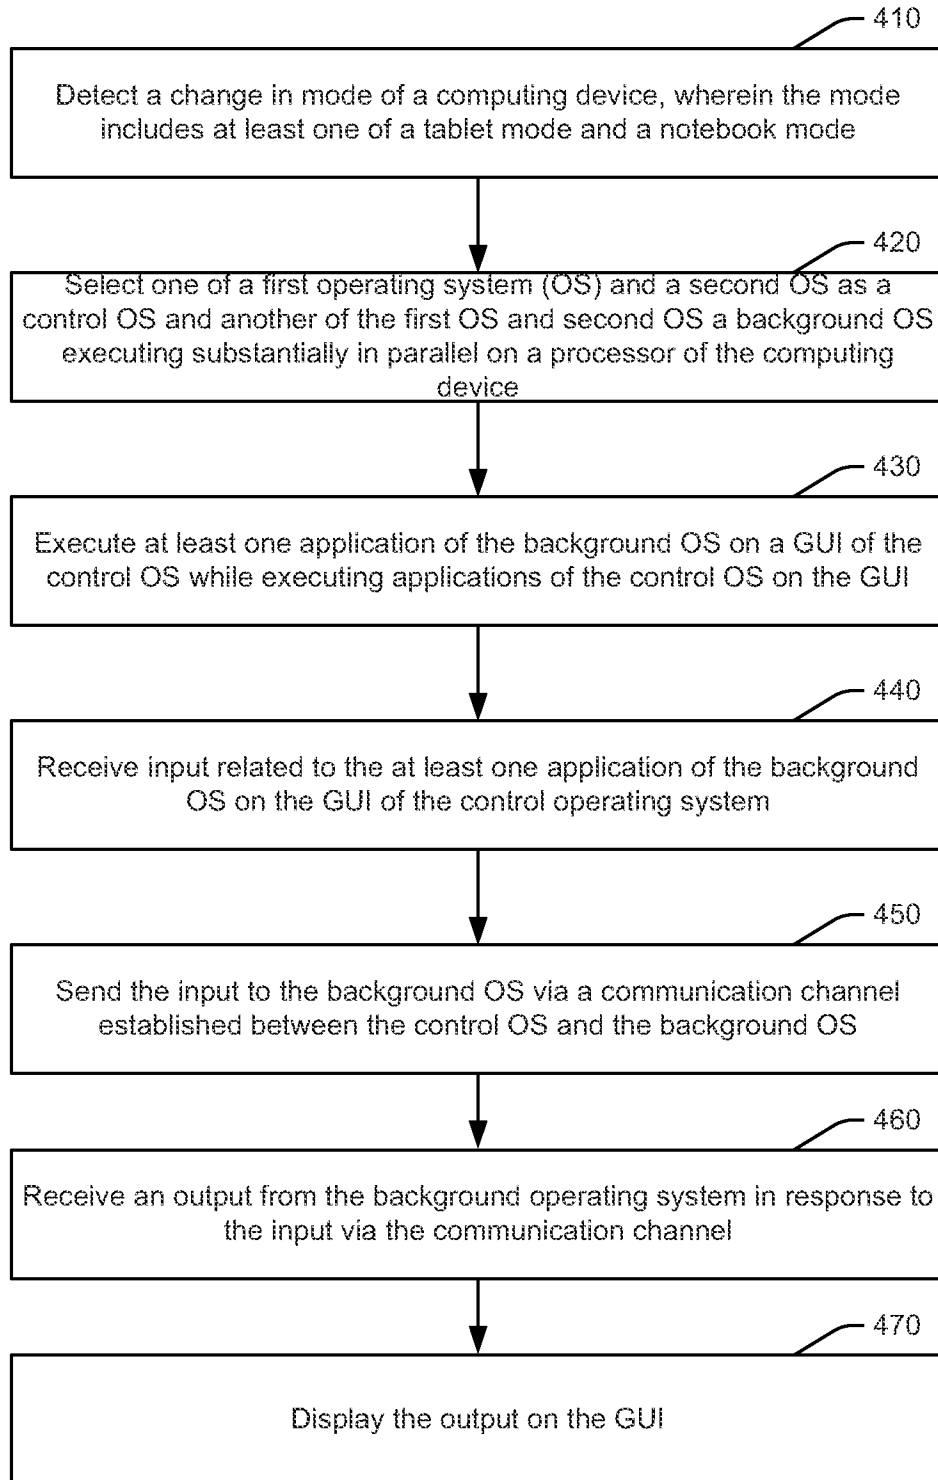 410
Detect a change in mode of a computing device, wherein the mode
includes at least one of a tablet mode and a notebook mode
420
Select one of a first operating system (OS) and a second OS as a
control OS and another of the first OS and second OS a background OS
executing substantially in parallel on a processor of the computing
device
430
Execute at least one application of the background OS on a GUI of the
control OS while executing applications of the control OS on the GUI
440
Receive input related to the at least one application of the background
OS on the GUI of the control operating system
450
Send the input to the background OS via a communication channel
established between the control OS and the background OS
460
Receive an output from the background operating system in response to
the input via the communication channel
470
Display the output on the GUI